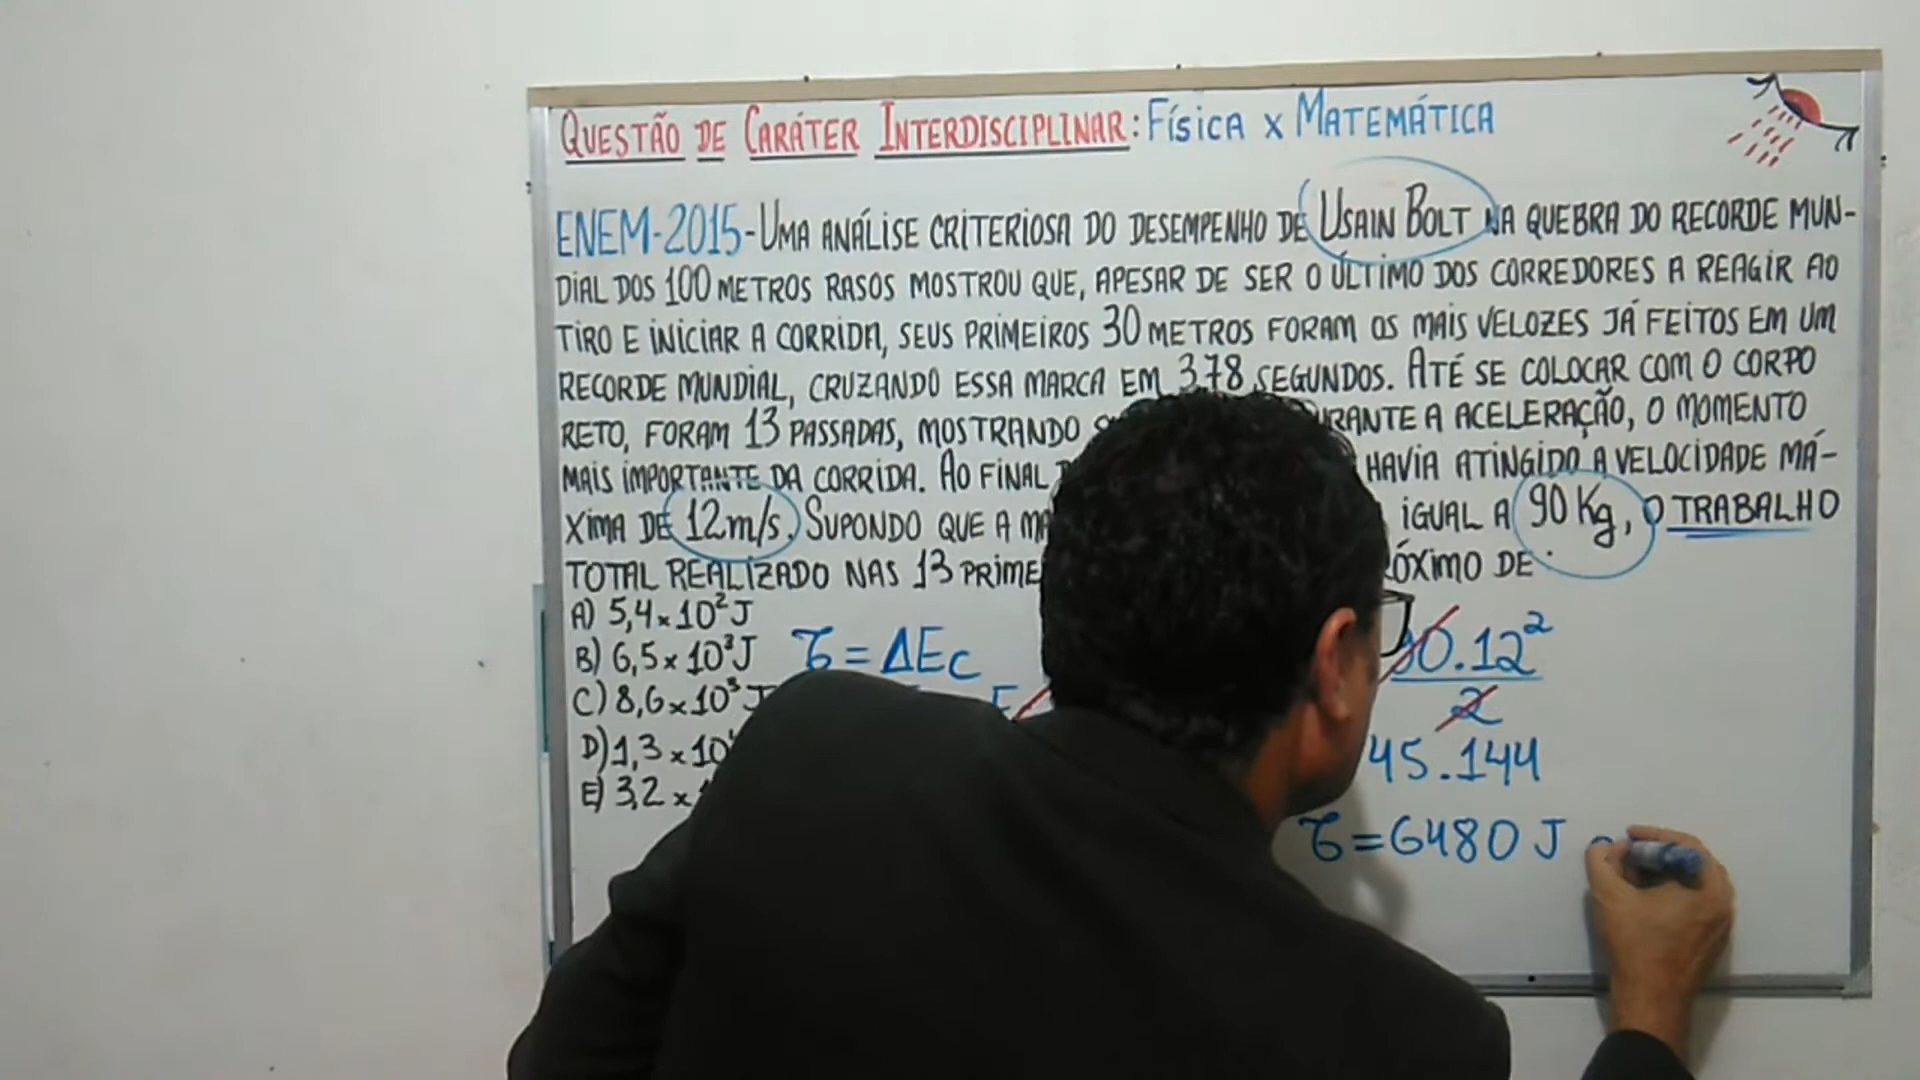 QUESTÃO DE CARÁTER INTERDISCIPLINAR: FÍSICA X MATEMÁTICA
ENEM-2015-UMA ANÁLISE CRITERIOSA DO DESEMPENHO DE USAIN BOLT NA QUEBRA DO RECORDE MUN-
DIAL DOS 100 METROS RASOS MOSTROU QUE, APESAR DE SER O ÚLTIMO DOS CORREDORES A REAGIR AO
TIRO E INICIAR A CORRIDA, SEUS PRIMEIROS 30 METROS FORAM OS MAIS VELOZES JÁ FEITOS EM UM
RECORDE MUNDIAL, CRUZANDO ESSA MARCA EM 3,78 SEGUNDOS. ATÉ SE COLOCAR COM O CORPO
RETO, FORAM 13 PASSADAS, MOSTRANDO A ACELERAÇÃO, O MOMENTO
MAIS IMPORTANTE DA CORRIDA. AO FINAL HAVIA ATINGIDO A VELOCIDADE MÁ-
XIMA DE 12m/s. SUPONDO QUE A IGUAL A 90 Kg, O TRABALHO
TOTAL REALIZADO NAS 13 DE
A) 5,4 x 10² J
B) 6,5 x 10³ J
C) 8,6 x 10³ J
D) 1,3 x
E) 3,2 x
τ = ΔEc
90.12²
2
45.144
τ = 6480 J